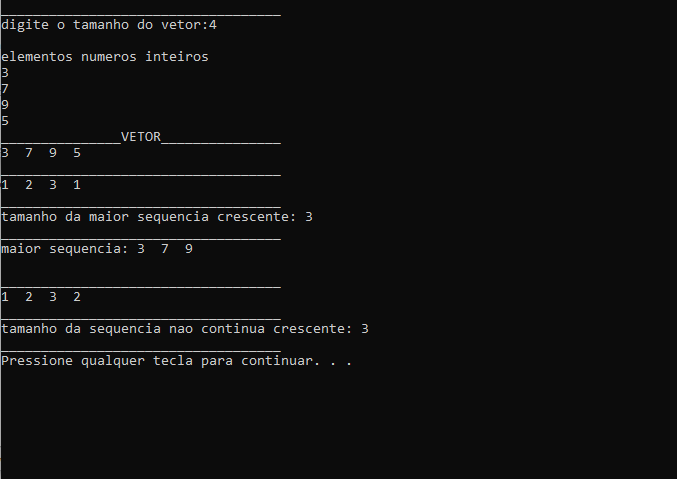 ___________________________________
digite o tamanho do vetor:4
elementos numeros inteiros
3
7
9
5
_______________VETOR_______________
3  7  9  5
___________________________________
1  2  3  1
___________________________________
tamanho da maior sequencia crescente: 3
___________________________________
maior sequencia: 3  7  9
___________________________________
1  2  3  2
___________________________________
tamanho da sequencia nao continua crescente: 3
___________________________________
Pressione qualquer tecla para continuar. . .